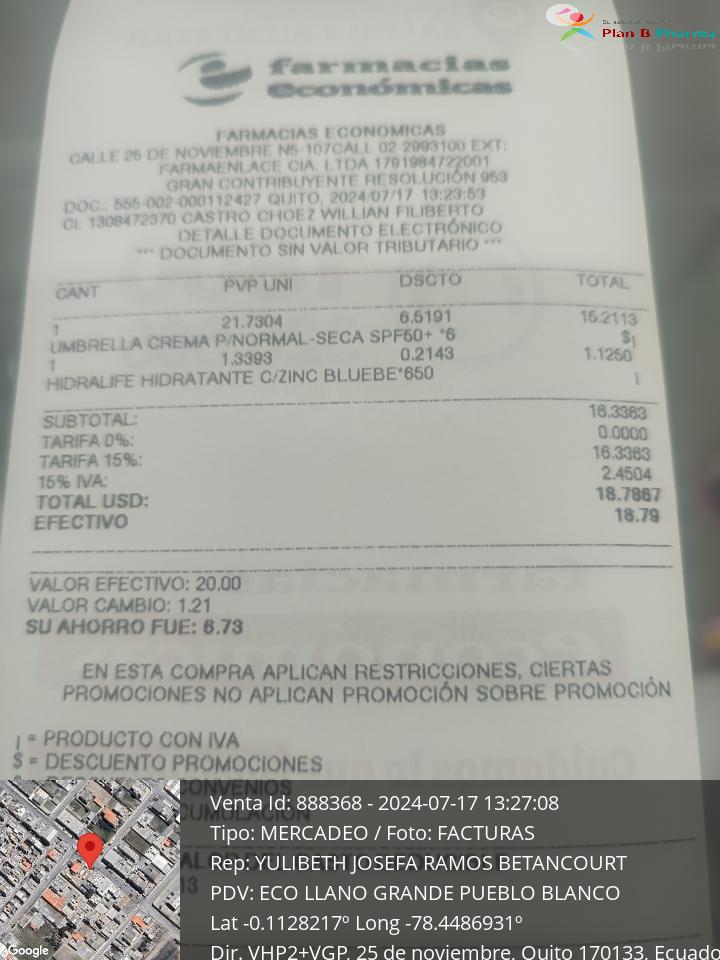 Plan B Pharma
farmacias
económicas
FARMACIAS ECONOMICAS
CALLE 25 DE NOVIEMBRE N5-107CALL 02-2993100 EXT:
FARMAENLACE CIA. LTDA 1791984722001
GRAN CONTRIBUYENTE RESOLUCIÓN 953
DOC.: 555-002-000112427 QUITO, 2024/07/17 13:23:53
CI: 1308472370 CASTRO CHOEZ WILLIAN FILIBERTO
DETALLE DOCUMENTO ELECTRÓNICO
*** DOCUMENTO SIN VALOR TRIBUTARIO ***
CANT PVP UNI DSCTO TOTAL
1 21.7304 6.5191 15.2113
UMBRELLA CREMA P/NORMAL-SECA SPF50+ *6 $¡
1 1.3393 0.2143 1.1250
HIDRALIFE HIDRATANTE C/ZINC BLUEBE*650 ¡
SUBTOTAL: 16.3363
TARIFA 0%: 0.0000
TARIFA 15%: 16.3363
15% IVA: 2.4504
TOTAL USD: 18.7867
EFECTIVO 18.79
VALOR EFECTIVO: 20.00
VALOR CAMBIO: 1.21
SU AHORRO FUE: 6.73
EN ESTA COMPRA APLICAN RESTRICCIONES, CIERTAS
PROMOCIONES NO APLICAN PROMOCIÓN SOBRE PROMOCIÓN
¡ = PRODUCTO CON IVA
$ = DESCUENTO PROMOCIONES
CONVENIOS
Venta Id: 888368 - 2024-07-17 13:27:08
Tipo: MERCADEO / Foto: FACTURAS
Rep: YULIBETH JOSEFA RAMOS BETANCOURT
PDV: ECO LLANO GRANDE PUEBLO BLANCO
Lat -0.1128217º Long -78.4486931º
Dir. VHP2+VGP, 25 de noviembre, Quito 170133, Ecuado
Google